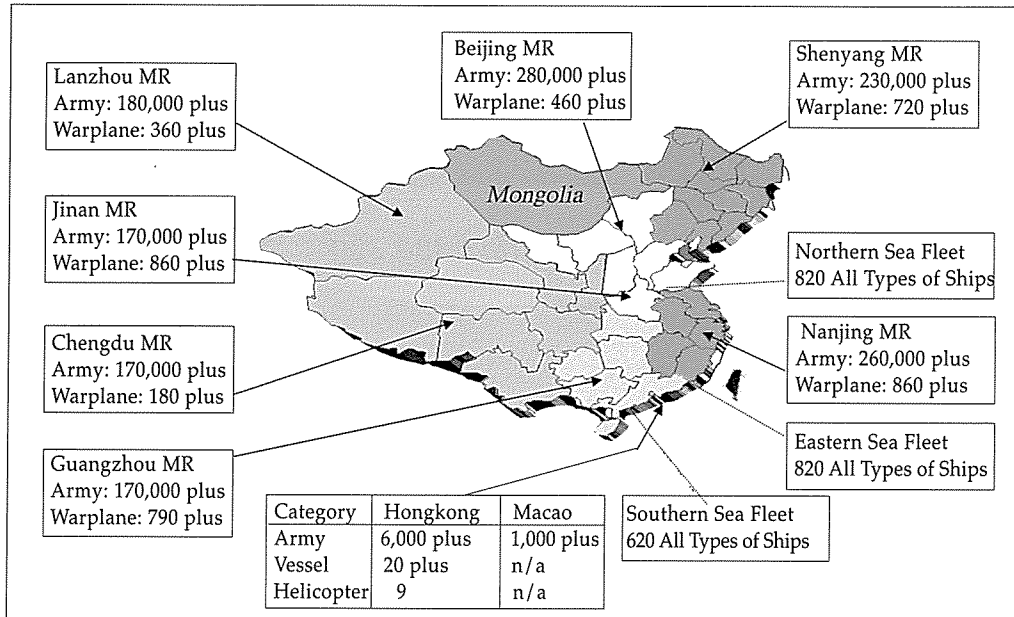 Beijing MR
Army: 280,000 plus
Warplane: 460 plus
Shenyang MR
Army: 230,000 plus
Warplane: 720 plus
Lanzhou MR
Army: 180,000 plus
Warplane: 360 plus
Mongolia
Jinan MR
Army: 170,000 plus
Warplane: 860 plus
Northern Sea Fleet
820 All Types of Ships
Chengdu MR
Army: 170,000 plus
Warplane: 180 plus
Nanjing MR
Army: 260,000 plus
Warplane: 860 plus
Eastern Sea Fleet
820 All Types of Ships
Guangzhou MR
Army: 170,000 plus
Warplane: 790 plus
Category Hongkong Macao
Army 6,000 plus 1,000 plus
Vessel 20 plus n/a
Helicopter 9 n/a
Southern Sea Fleet
620 All Types of Ships